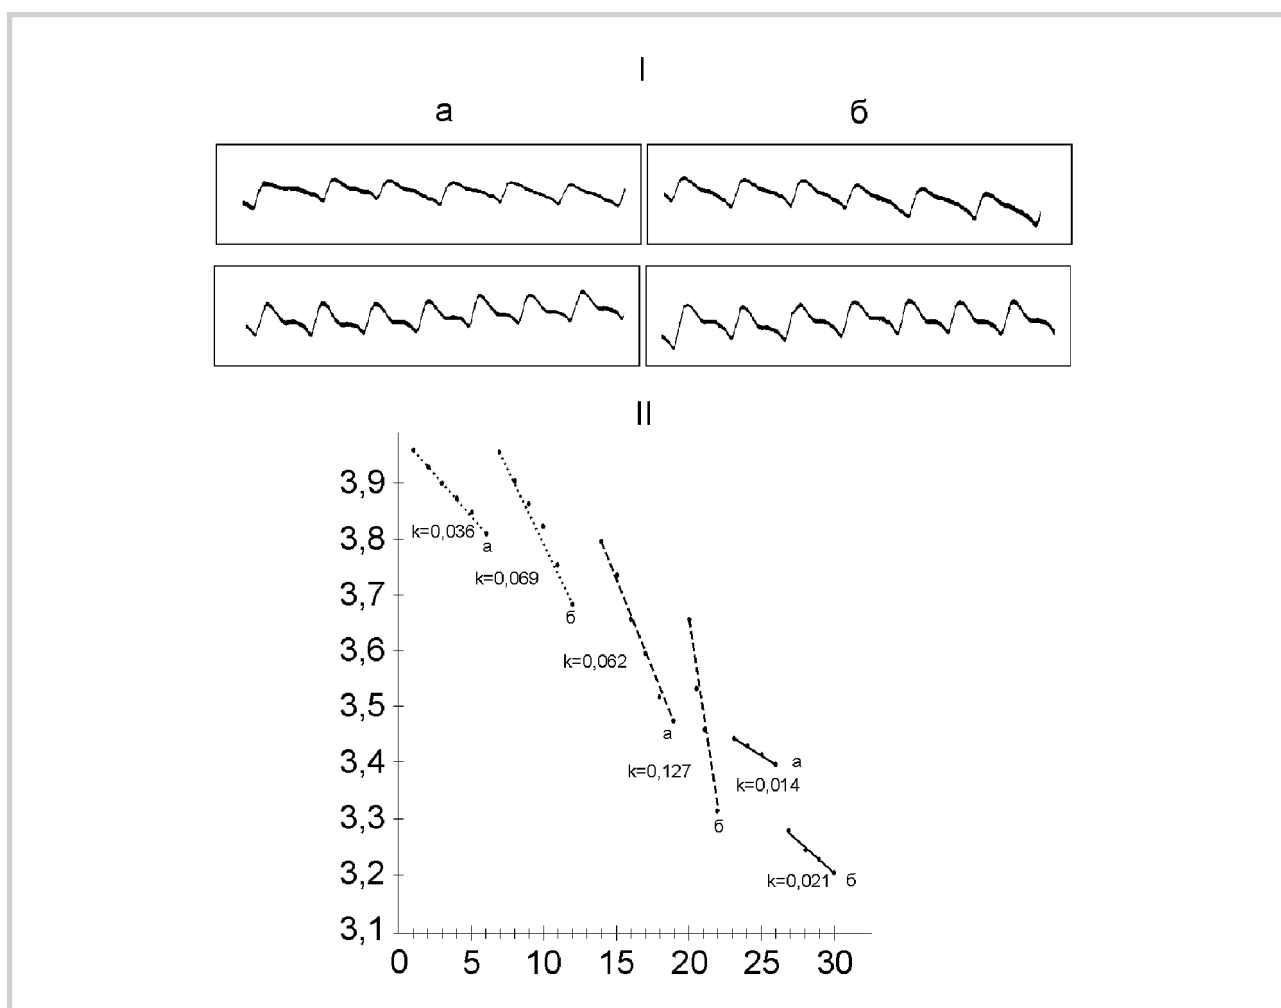 I
а б
II
3,9
3,8
3,7
3,6
3,5
3,4
3,3
3,2
3,1
k=0,036
а
k=0,069
б
k=0,062
а
k=0,127
б
а
k=0,014
k=0,021 б
0 5 10 15 20 25 30